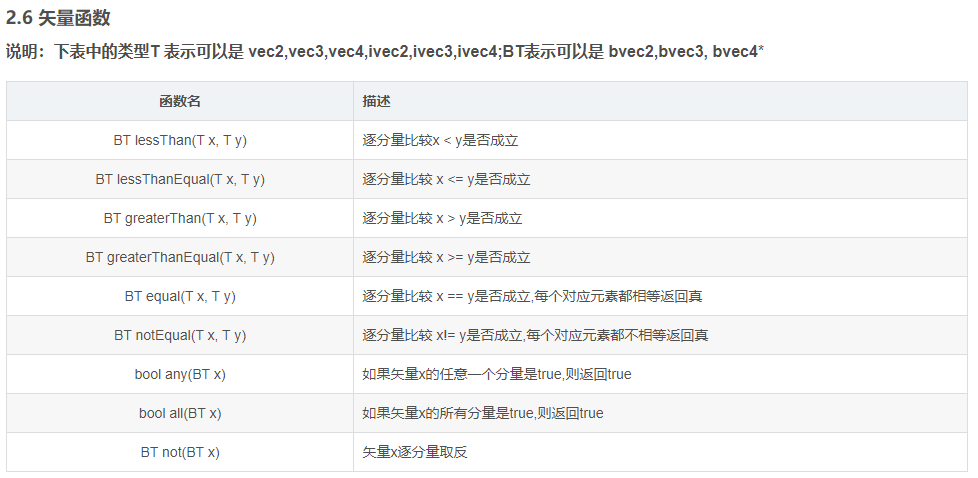 2.6 矢量函数
说明：下表中的类型T 表示可以是 vec2,vec3,vec4,ivec2,ivec3,ivec4;BT表示可以是 bvec2,bvec3, bvec4*
函数名 描述
BT lessThan(T x, T y) 逐分量比较x < y是否成立
BT lessThanEqual(T x, T y) 逐分量比较 x <= y是否成立
BT greaterThan(T x, T y) 逐分量比较 x > y是否成立
BT greaterThanEqual(T x, T y) 逐分量比较 x >= y是否成立
BT equal(T x, T y) 逐分量比较 x == y是否成立,每个对应元素都相等返回真
BT notEqual(T x, T y) 逐分量比较 x!= y是否成立,每个对应元素都不相等返回真
bool any(BT x) 如果矢量x的任意一个分量是true,则返回true
bool all(BT x) 如果矢量x的所有分量是true,则返回true
BT not(BT x) 矢量x逐分量取反